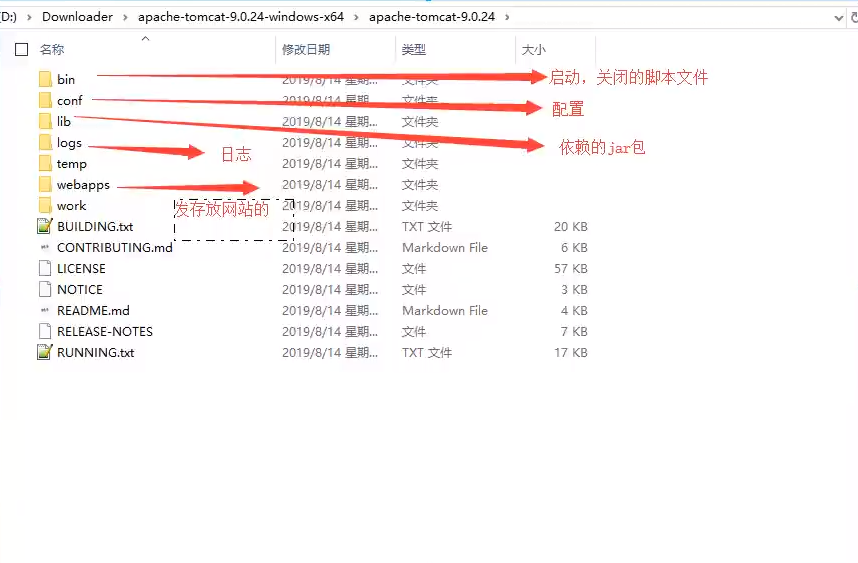 D:) › Downloader › apache-tomcat-9.0.24-windows-x64 › apache-tomcat-9.0.24 ›
名称 修改日期 类型 大小
bin 2019/8/14 星期... 文件夹 启动，关闭的脚本文件
conf 2019/8/14 星期... 文件夹 配置
lib 2019/8/14 星期... 文件夹
logs 2019/8/14 星期... 文件夹 依赖的jar包
日志
temp 2019/8/14 星期... 文件夹
webapps 2019/8/14 星期... 文件夹
work 2019/8/14 星期... 文件夹
发存放网站的
BUILDING.txt 2019/8/14 星期... TXT 文件 20 KB
CONTRIBUTING.md 2019/8/14 星期... Markdown File 6 KB
LICENSE 2019/8/14 星期... 文件 57 KB
NOTICE 2019/8/14 星期... 文件 3 KB
README.md 2019/8/14 星期... Markdown File 4 KB
RELEASE-NOTES 2019/8/14 星期... 文件 7 KB
RUNNING.txt 2019/8/14 星期... TXT 文件 17 KB